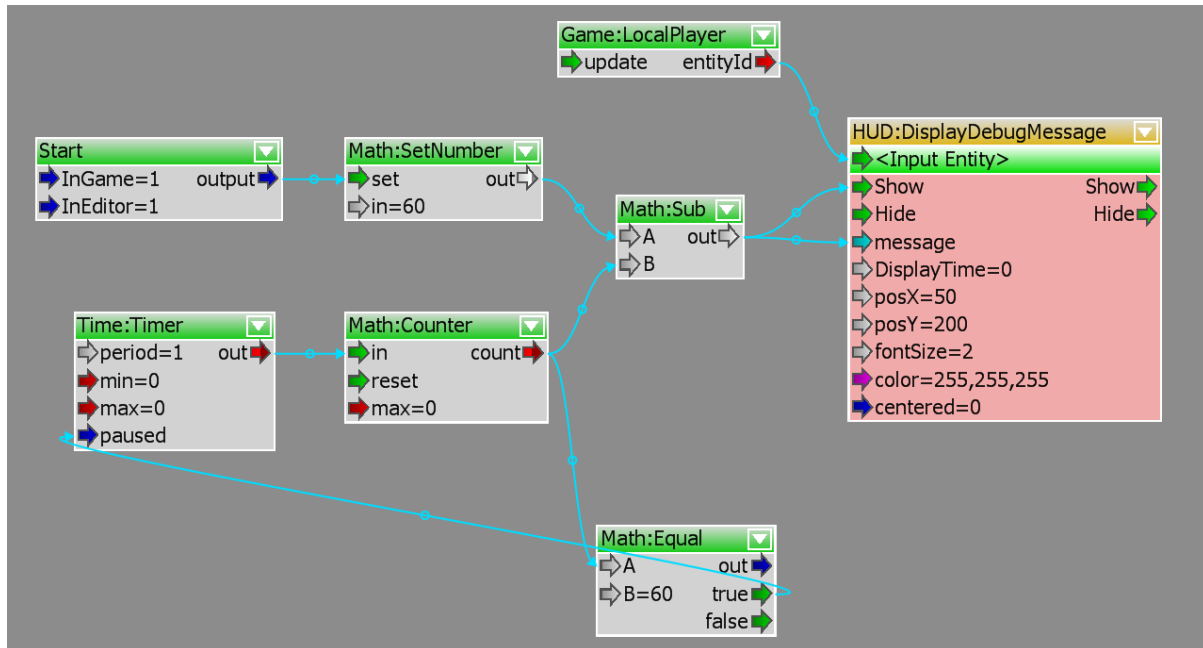 Game:LocalPlayer
update entityId
Start
InGame=1 output
InEditor=1
Math:SetNumber
set out
in=60
Math:Sub
A out
B
HUD:DisplayDebugMessage
<Input Entity>
Show Show
Hide Hide
message
DisplayTime=0
posX=50
posY=200
fontSize=2
color=255,255,255
centered=0
Time:Timer
period=1 out
min=0
max=0
paused
Math:Counter
in count
reset
max=0
Math:Equal
A out
B=60 true
false